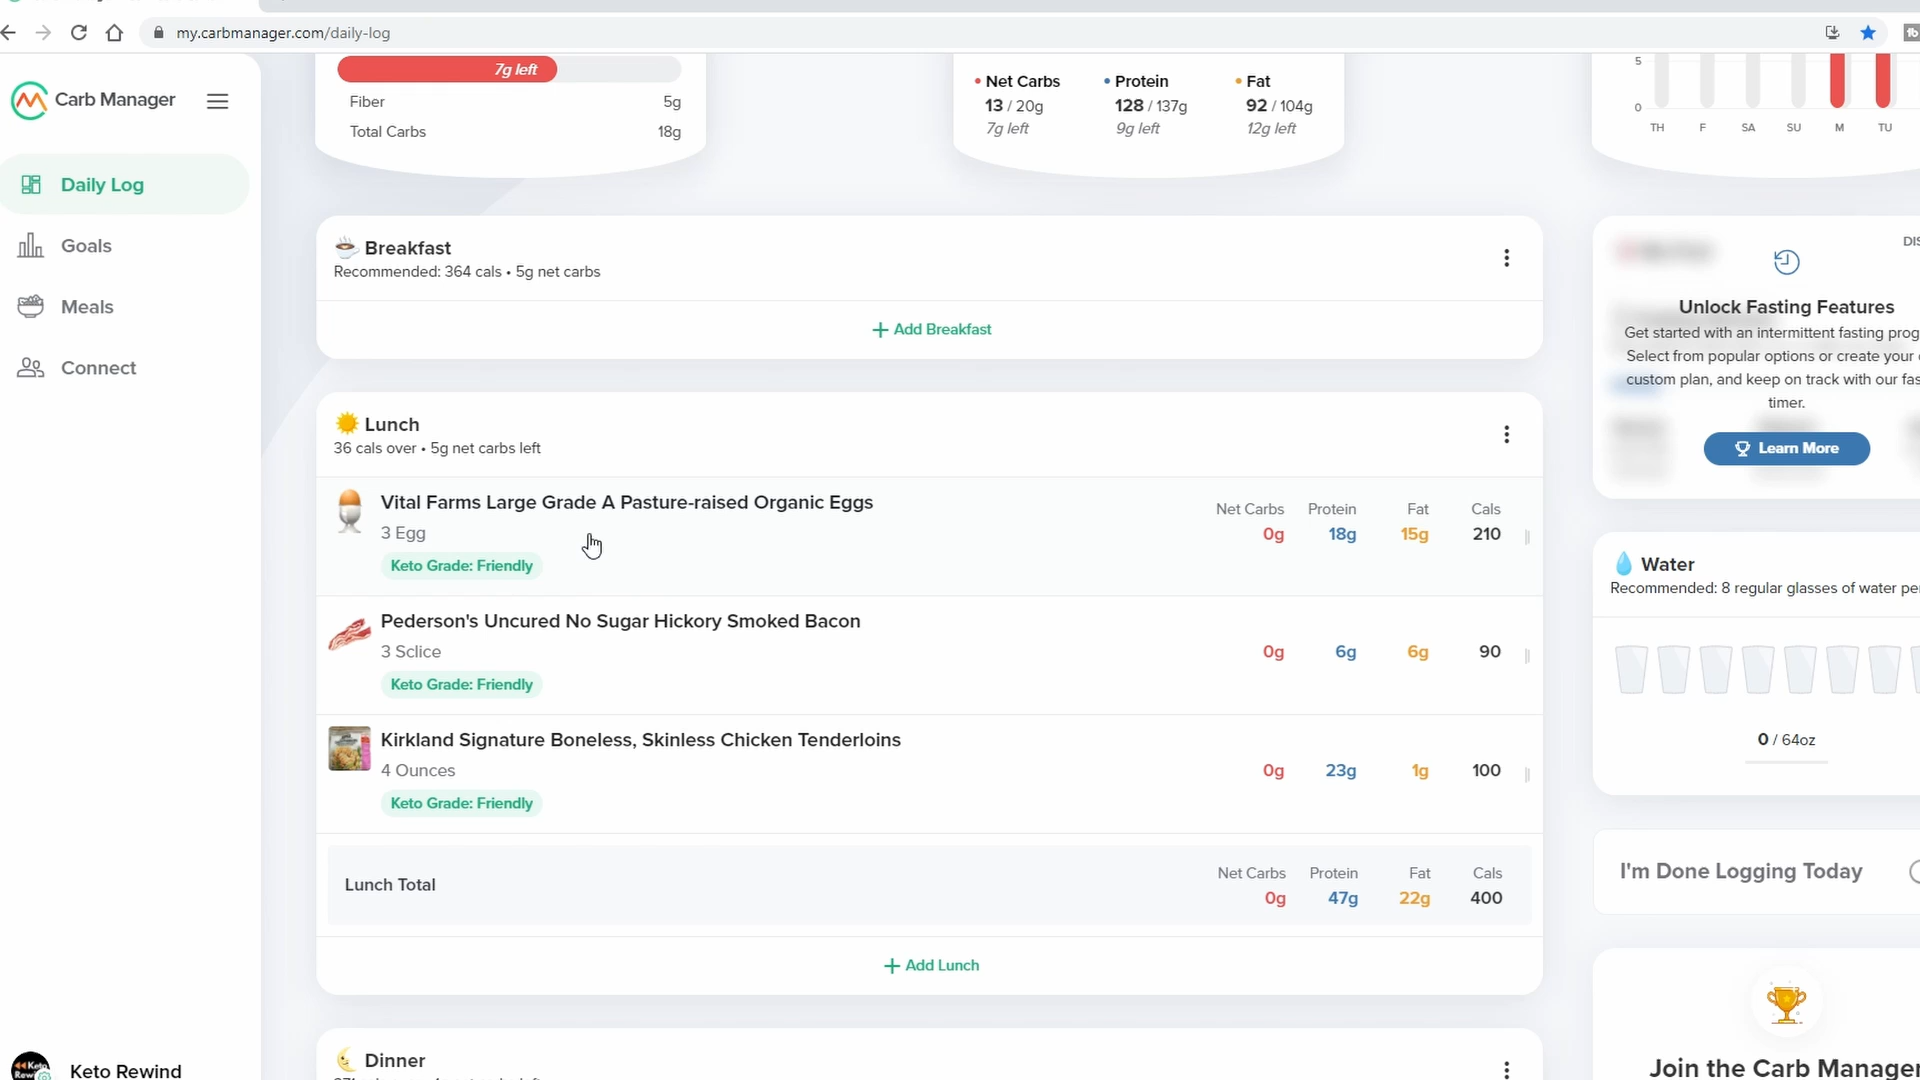 my.carbmanager.com/daily-log
Carb Manager
Daily Log
Goals
Meals
Connect
Keto Rewind
7g left
Fiber 5g
Total Carbs 18g
Net Carbs Protein Fat
13 / 20g 128 / 137g 92 / 104g
7g left 9g left 12g left
5
0
TH F SA SU M TU
Breakfast
Recommended: 364 cals • 5g net carbs
+ Add Breakfast
Lunch
36 cals over • 5g net carbs left
Vital Farms Large Grade A Pasture-raised Organic Eggs
3 Egg
Keto Grade: Friendly
Net Carbs Protein Fat Cals
0g 18g 15g 210
Pederson's Uncured No Sugar Hickory Smoked Bacon
3 Sclice
Keto Grade: Friendly
0g 6g 6g 90
Kirkland Signature Boneless, Skinless Chicken Tenderloins
4 Ounces
Keto Grade: Friendly
0g 23g 1g 100
Lunch Total
Net Carbs Protein Fat Cals
0g 47g 22g 400
+ Add Lunch
Dinner
Unlock Fasting Features
Get started with an intermittent fasting prog
Select from popular options or create your
custom plan, and keep on track with our fas
timer.
Learn More
Water
Recommended: 8 regular glasses of water pe
0 / 64oz
I'm Done Logging Today
Join the Carb Manager